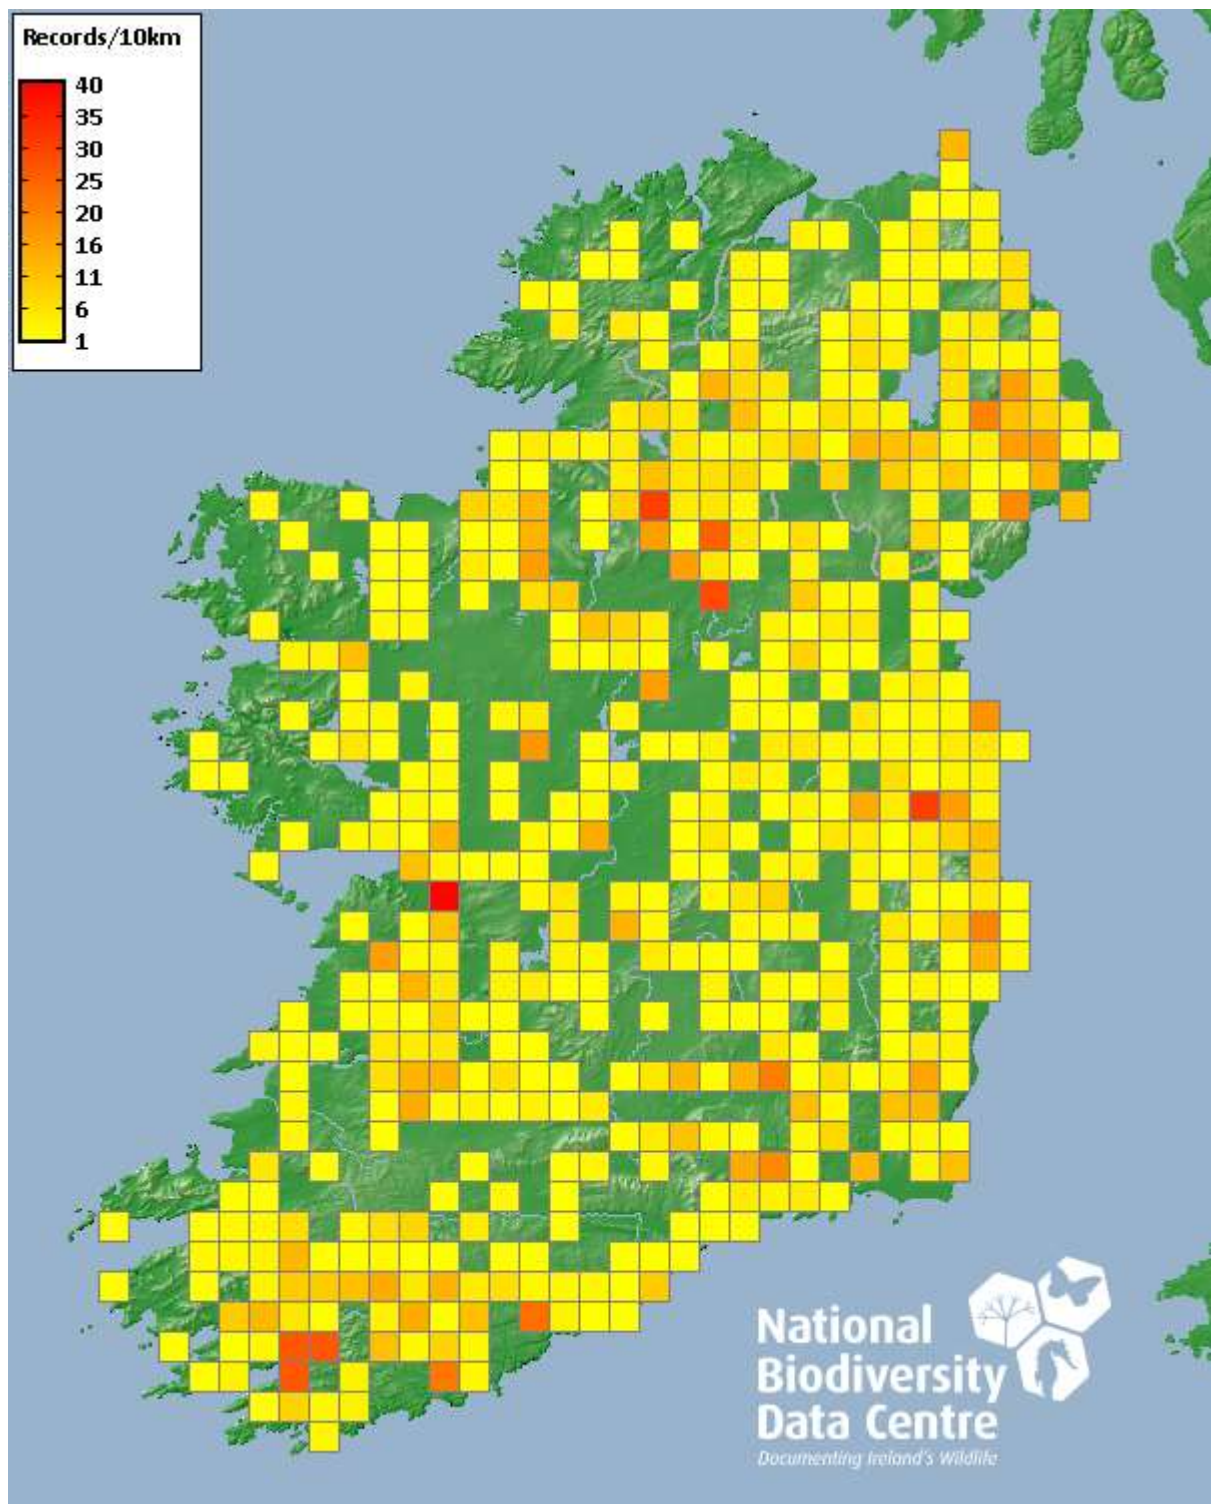 Records/10km
40
35
30
25
20
16
11
6
1
National
Biodiversity
Data Centre
Documenting Ireland's Wildlife